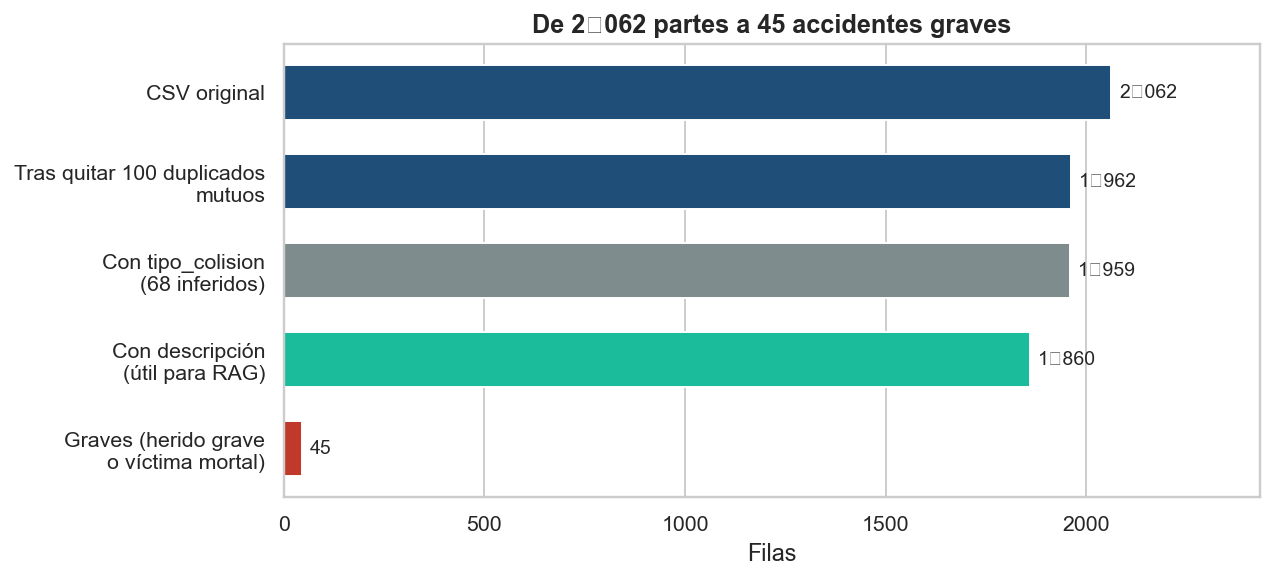 De 2□062 partes a 45 accidentes graves
CSV original
2□062
Tras quitar 100 duplicados
mutuos
1□962
Con tipo_colision
(68 inferidos)
1□959
Con descripción
(útil para RAG)
1□860
Graves (herido grave
o víctima mortal)
45
0 500 1000 1500 2000
Filas